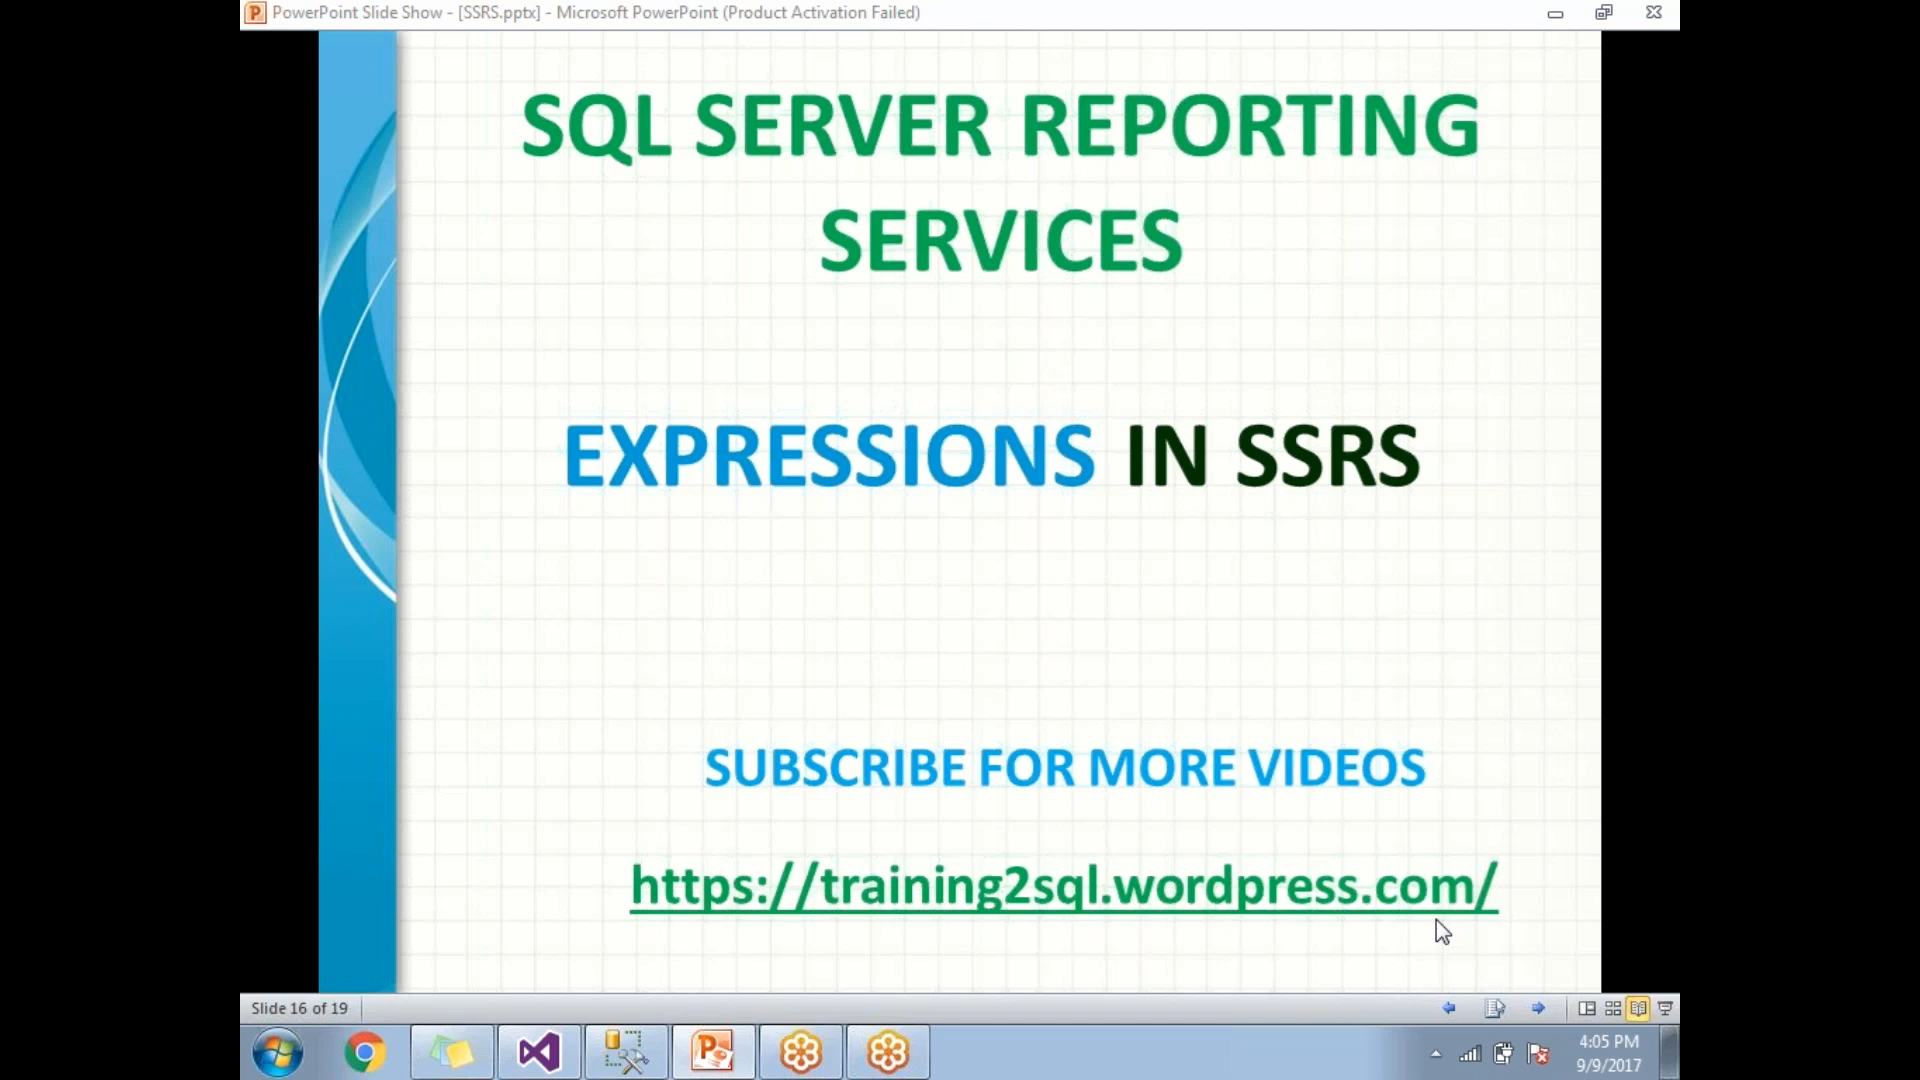 PowerPoint Slide Show - [SSRS.pptx] - Microsoft PowerPoint (Product Activation Failed)
SQL SERVER REPORTING
SERVICES
EXPRESSIONS IN SSRS
SUBSCRIBE FOR MORE VIDEOS
https://training2sql.wordpress.com/
Slide 16 of 19
4:05 PM
9/9/2017